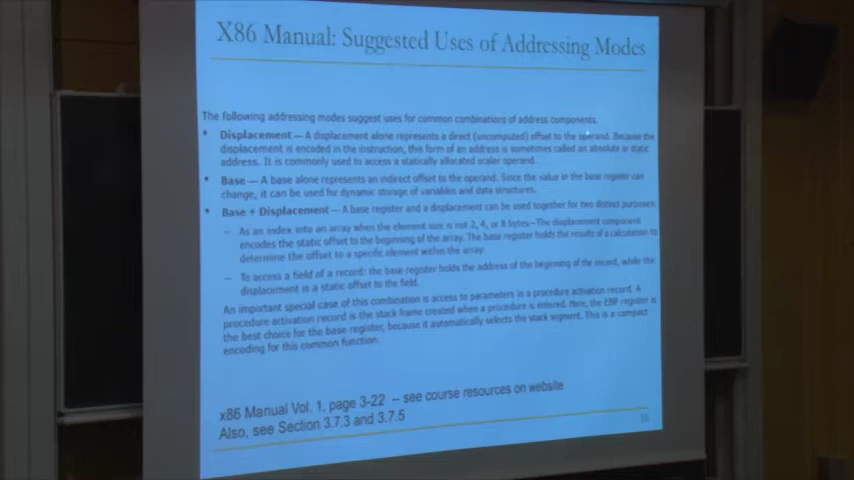 X86 Manual: Suggested Uses of Addressing Modes
The following addressing modes suggest uses for common combinations of address components.
• Displacement — A displacement alone represents a direct (uncomputed) offset to the operand. Because the
displacement is encoded in the instruction, this form of an address is sometimes called an absolute or static
address. It is commonly used to access a statically allocated scalar operand.
• Base — A base alone represents an indirect offset to the operand. Since the value in the base register can
change, it can be used for dynamic storage of variables and data structures.
• Base + Displacement — A base register and a displacement can be used together for two distinct purposes:
– As an index into an array when the element size is not 2, 4, or 8 bytes—The displacement component
encodes the static offset to the beginning of the array. The base register holds the results of a calculation to
determine the offset to a specific element within the array.
– To access a field of a record: the base register holds the address of the beginning of the record, while the
displacement is a static offset to the field.
An important special case of this combination is access to parameters in a procedure activation record. A
procedure activation record is the stack frame created when a procedure is entered. Here, the EBP register is
the best choice for the base register, because it automatically selects the stack segment. This is a compact
encoding for this common function.
x86 Manual Vol. 1, page 3-22 – see course resources on website
Also, see Section 3.7.3 and 3.7.5